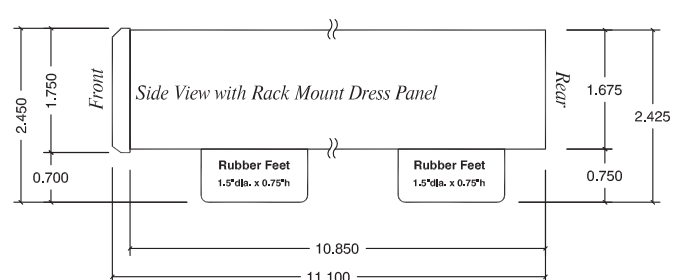 2.450
1.750
0.700
Front
Side View with Rack Mount Dress Panel
Rear
1.675
2.425
0.750
Rubber Feet
1.5"dia. x 0.75"h
Rubber Feet
1.5"dia. x 0.75"h
10.850
11.100